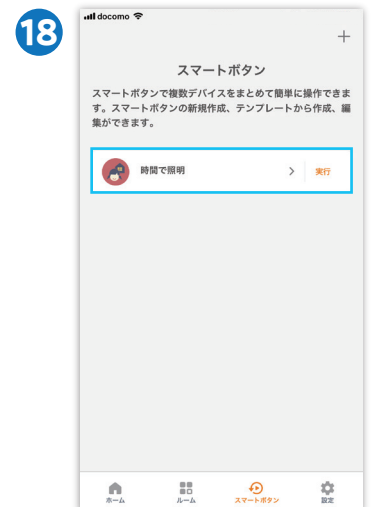 18
docomo
+
スマートボタン
スマートボタンで複数デバイスをまとめて簡単に操作できま
す。スマートボタンの新規作成、テンプレートから作成、編
集ができます。
時間で照明 > 実行
ホーム ルーム スマートボタン 設定